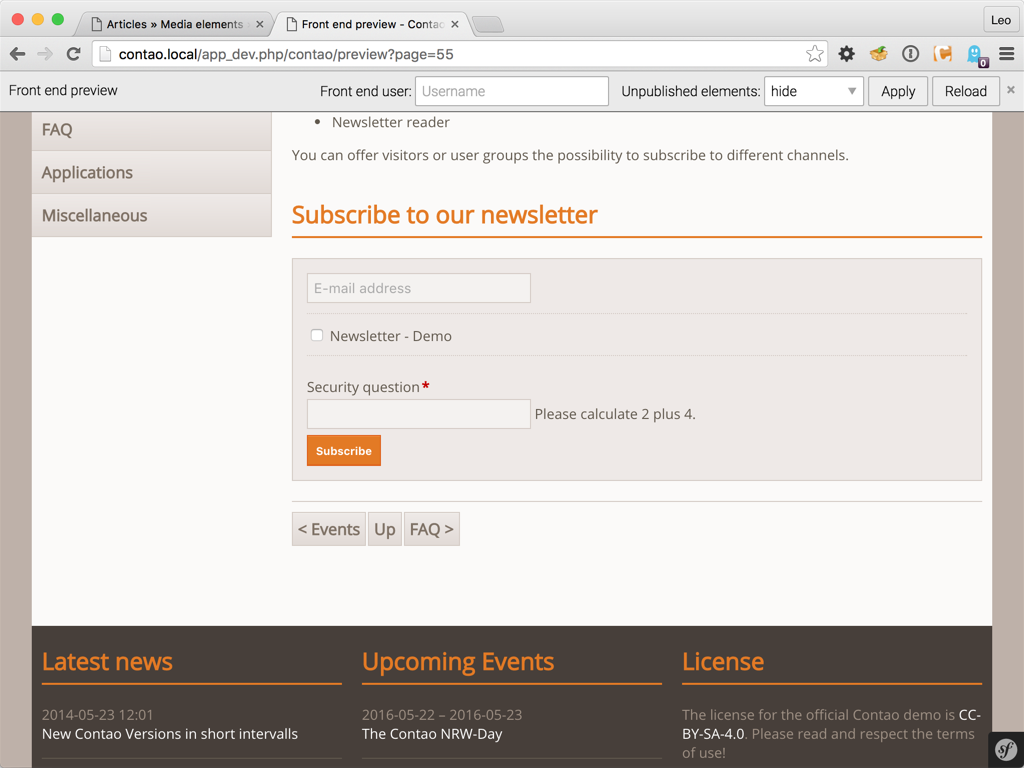 Articles » Media elements
Front end preview - Contao
Leo
contao.local/app_dev.php/contao/preview?page=55
0
Front end preview
Front end user:
Username
Unpublished elements:
hide
Apply
Reload
FAQ
Applications
Miscellaneous
Newsletter reader
You can offer visitors or user groups the possibility to subscribe to different channels.
Subscribe to our newsletter
E-mail address
Newsletter - Demo
Security question*
Please calculate 2 plus 4.
Subscribe
< Events
Up
FAQ >
Latest news
2014-05-23 12:01
New Contao Versions in short intervalls
Upcoming Events
2016-05-22 – 2016-05-23
The Contao NRW-Day
License
The license for the official Contao demo is CC-
BY-SA-4.0. Please read and respect the terms
of use!
sf